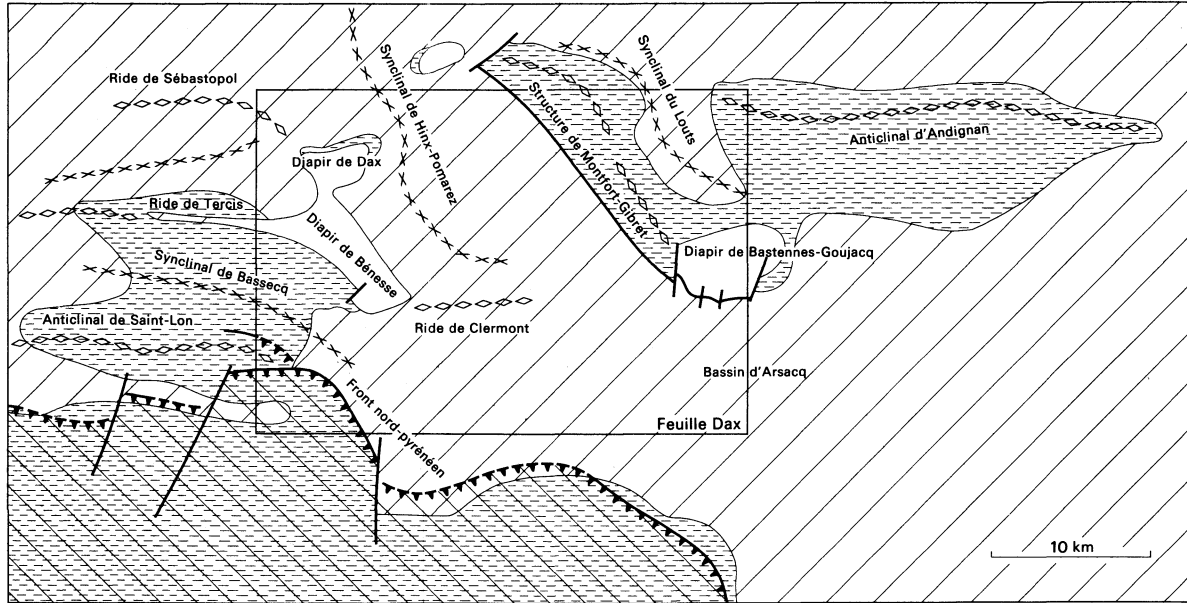 Ride de Sébastopol
Synclinal de Hinx-Pomarez
Structure de Montfort-Gibret
Synclinal du Louts
Anticlinal d'Andignan
Diapir de Dax
Ride de Tercis
Diapir de Bénesse
Diapir de Bastennes-Goujacq
Synclinal de Bassecq
Anticlinal de Saint-Lon
Ride de Clermont
Bassin d'Arsacq
Front nord-pyrénéen
Feuille Dax
10 km